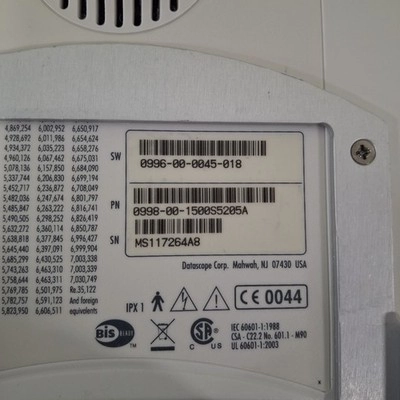 4,869,254 6,002,952 6,650,917
4,928,692 6,011,986 6,654,624
4,934,372 6,035,223 6,658,276
4,960,126 6,067,462 6,675,031
5,078,136 6,157,850 6,684,090
5,337,744 6,206,830 6,699,194
5,452,717 6,236,872 6,708,049
5,482,036 6,247,674 6,801,797
5,485,847 6,263,222 6,816,741
5,490,505 6,288,252 6,826,419
5,632,272 6,360,114 6,850,787
5,638,818 6,377,845 6,996,427
5,645,440 6,397,091 6,999,904
5,685,299 6,430,525 7,003,338
5,743,263 6,463,310 7,003,339
5,758,644 6,463,311 7,030,749
5,769,785 6,501,975 Re.35,122
5,782,757 6,591,123 And foreign
5,823,950 6,606,511 equivalents
SW
0996-00-0045-018
PN
0998-00-1500S5205A
SN
MS117264A8
Datascope Corp. Mahwah, NJ 07430 USA
IPX 1
CE 0044
BIS READY
TM
CSA
C US
IEC 60601-1:1988
CSA - C22.2 No. 601.1 - M90
UL 60601-1:2003